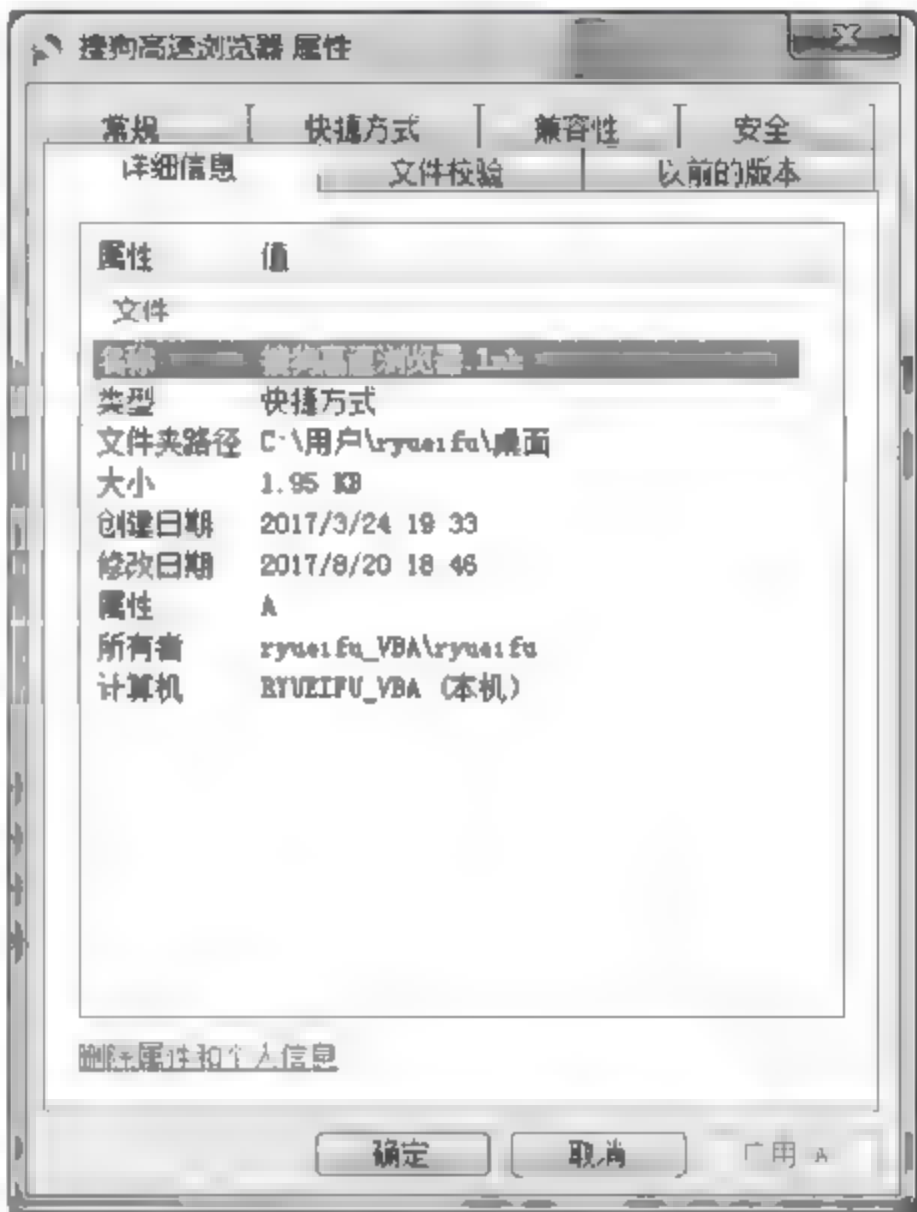 搜狗高速浏览器 属性
常规 快捷方式 兼容性 安全
详细信息 文件校验 以前的版本
属性 值
文件
名称 搜狗高速浏览器.lnk
类型 快捷方式
文件夹路径 C:\用户\ryueifu\桌面
大小 1.95 KB
创建日期 2017/3/24 19:33
修改日期 2017/8/20 18:46
属性 A
所有者 ryueifu_VBA\ryueifu
计算机 RYUEIFU_VBA (本机)
删除属性和个人信息
确定 取消 应用(A)